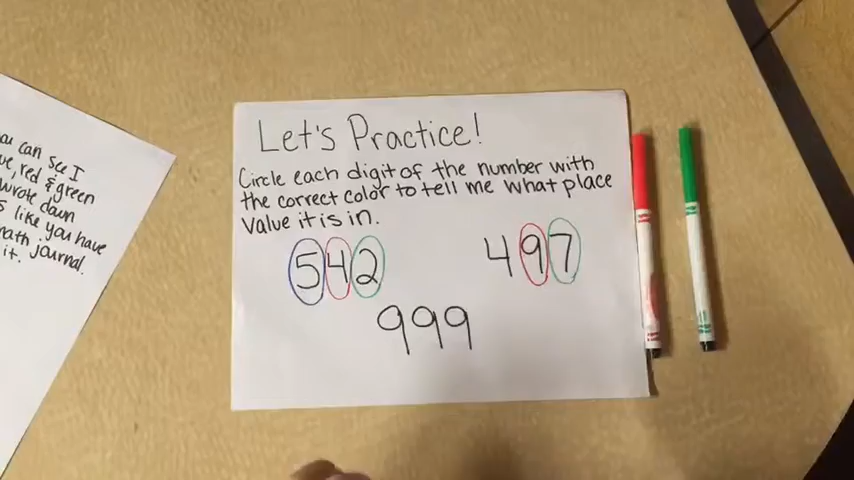 can see I
red & green
wrote down
like you have
math journal.
it.
Let's Practice!
Circle each digit of the number with
the correct color to tell me what place
value it is in.
542 497
999